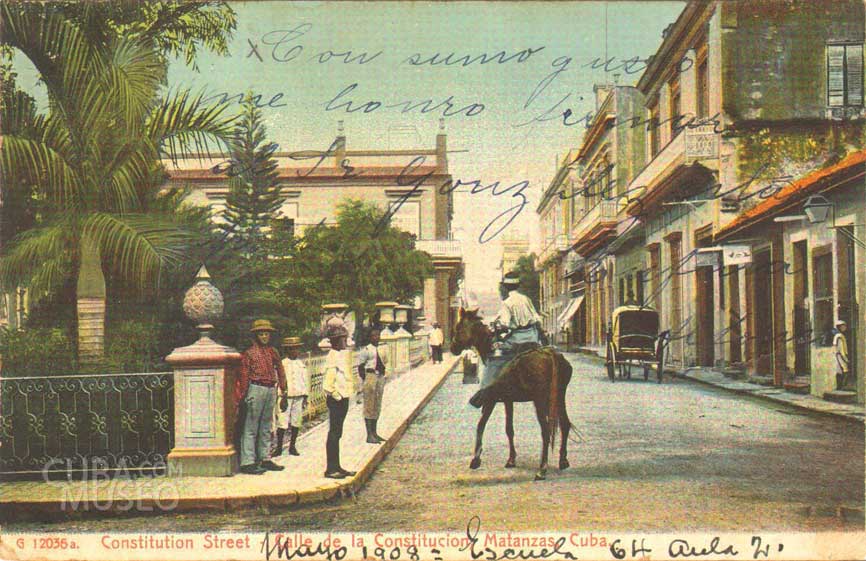 Con sumo gusto
me honro firmar
al Sr Gonzalez
CUBA.COM
MUSEO
G 12036a. Constitution Street - Calle de la Constitucion, Matanzas, Cuba.
Mayo 1908 = Escuela 64 Aula 2.